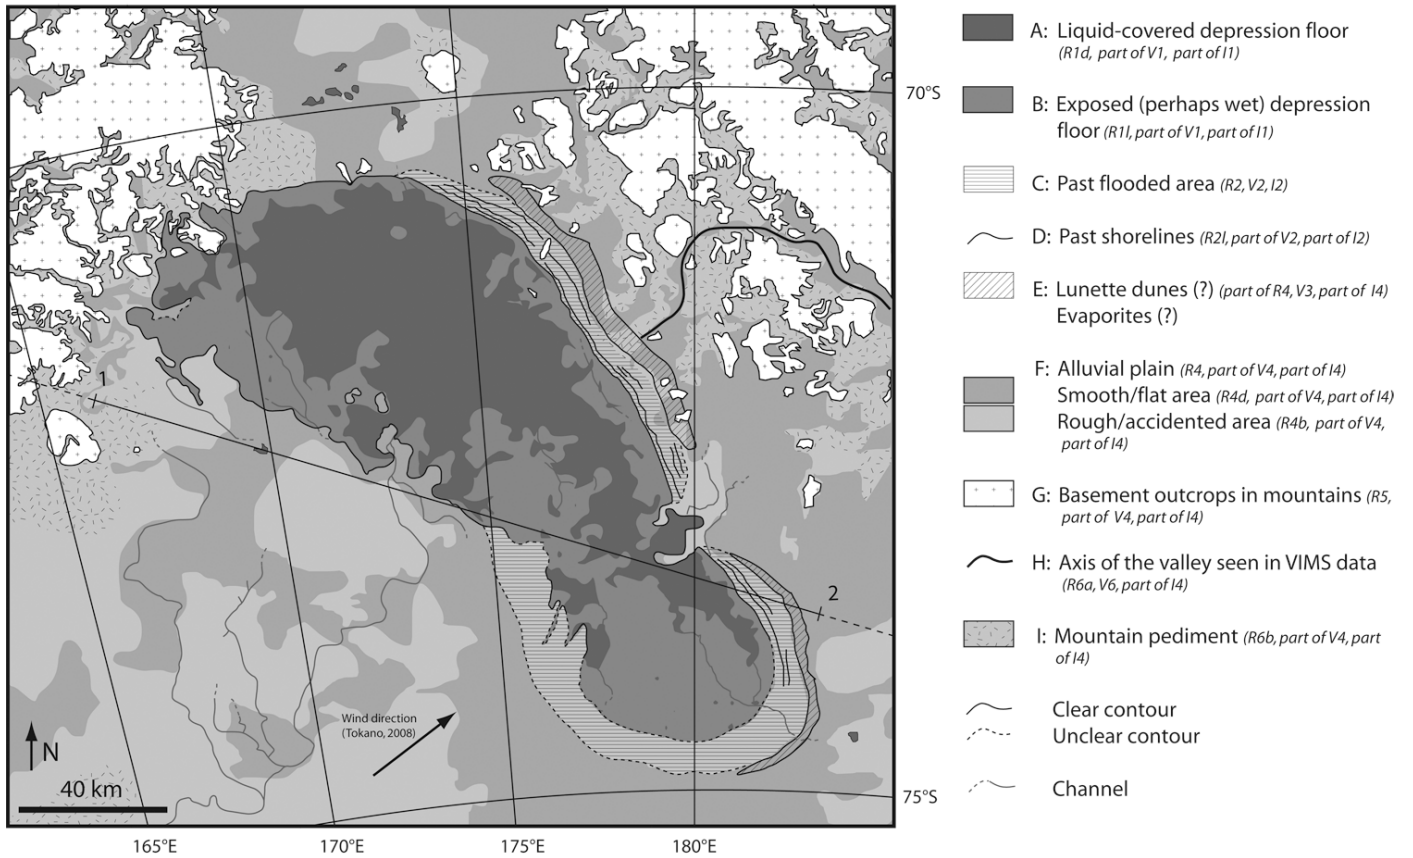 70°S
1
2
Wind direction
(Tokano, 2008)
N
40 km
75°S
165°E
170°E
175°E
180°E
A: Liquid-covered depression floor
(R1d, part of V1, part of I1)
B: Exposed (perhaps wet) depression
floor (R1l, part of V1, part of I1)
C: Past flooded area (R2, V2, I2)
D: Past shorelines (R2l, part of V2, part of I2)
E: Lunette dunes (?) (part of R4, V3, part of I4)
Evaporites (?)
F: Alluvial plain (R4, part of V4, part of I4)
Smooth/flat area (R4d, part of V4, part of I4)
Rough/accidented area (R4b, part of V4,
part of I4)
G: Basement outcrops in mountains (R5,
part of V4, part of I4)
H: Axis of the valley seen in VIMS data
(R6a, V6, part of I4)
I: Mountain pediment (R6b, part of V4, part
of I4)
Clear contour
Unclear contour
Channel